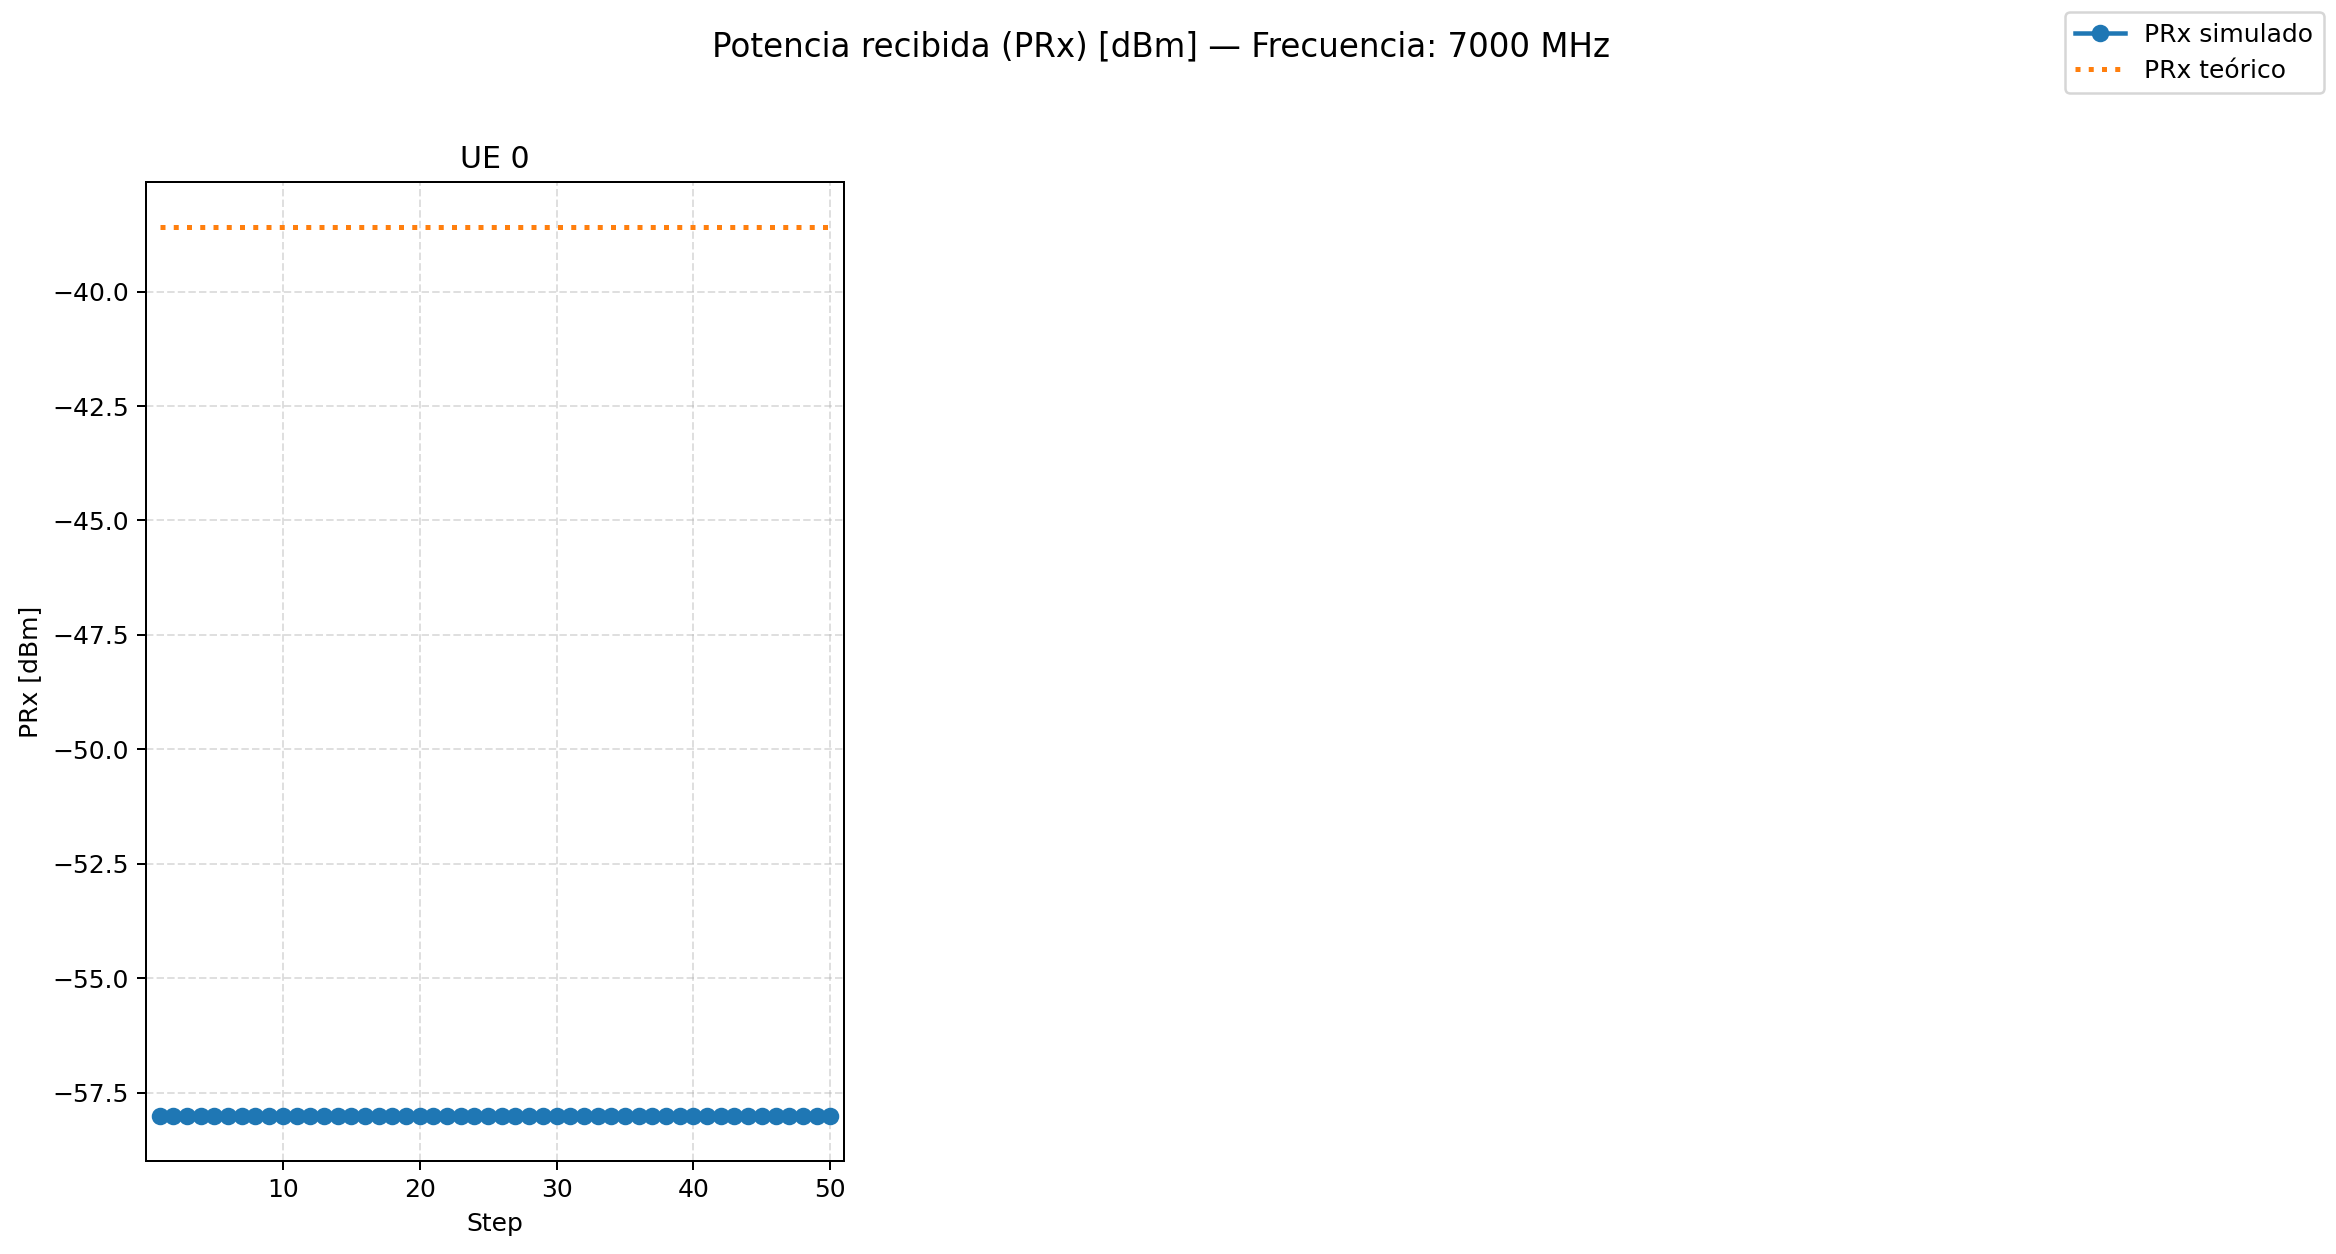 Potencia recibida (PRx) [dBm] — Frecuencia: 7000 MHz
PRx simulado
PRx teórico
UE 0
PRx [dBm]
−40.0
−42.5
−45.0
−47.5
−50.0
−52.5
−55.0
−57.5
10 20 30 40 50
Step